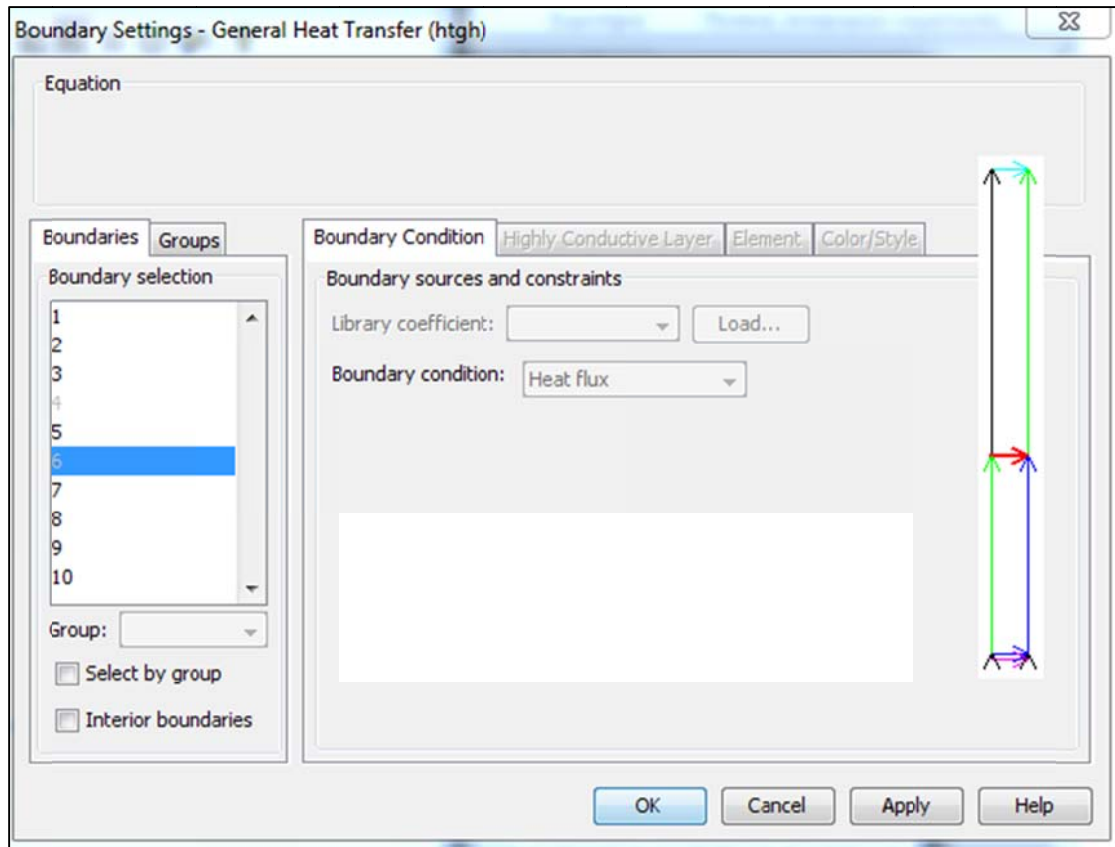 Boundary Settings - General Heat Transfer (htgh)
Equation
Boundaries Groups
Boundary selection
1
2
3
4
5
6
7
8
9
10
Group:
Select by group
Interior boundaries
Boundary Condition Highly Conductive Layer Element Color/Style
Boundary sources and constraints
Library coefficient: Load...
Boundary condition: Heat flux
OK Cancel Apply Help